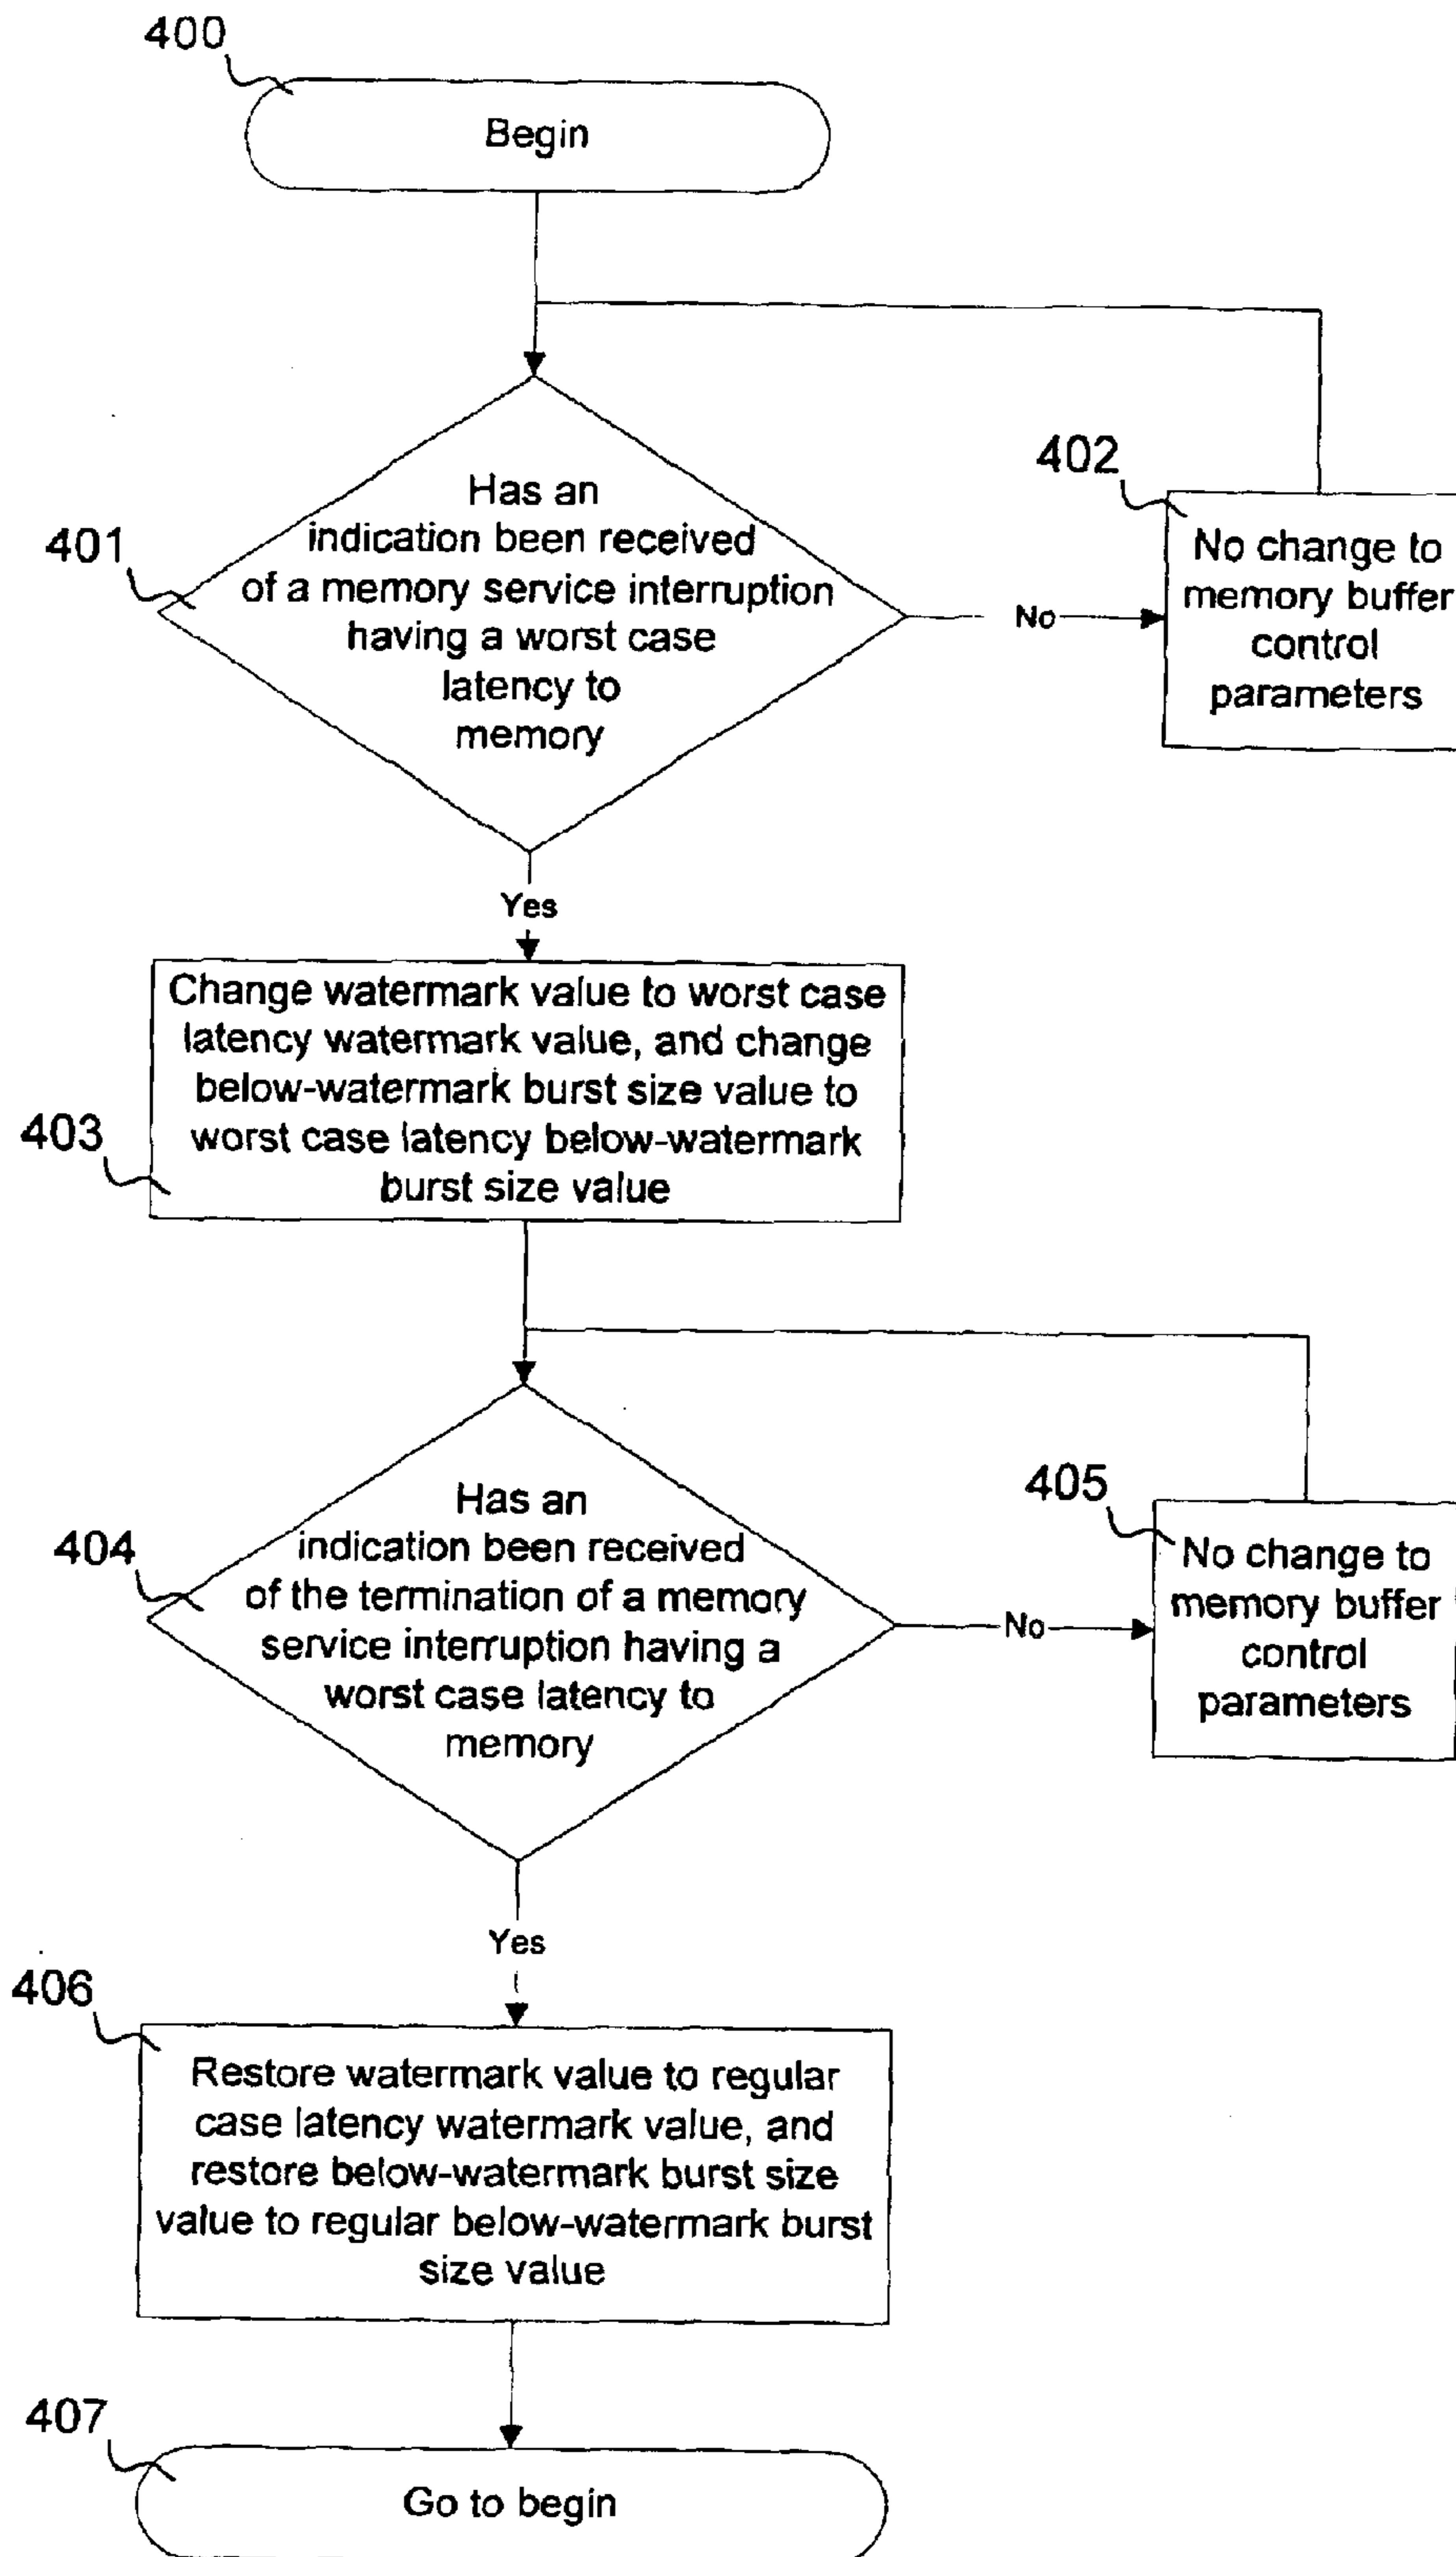 400
Begin
Has an
indication been received
of a memory service interruption
having a worst case
latency to
memory
401
No
402
No change to
memory buffer
control
parameters
Yes
Change watermark value to worst case
latency watermark value, and change
below-watermark burst size value to
worst case latency below-watermark
burst size value
403
Has an
indication been received
of the termination of a memory
service interruption having a
worst case latency to
memory
404
No
405
No change to
memory buffer
control
parameters
Yes
406
Restore watermark value to regular
case latency watermark value, and
restore below-watermark burst size
value to regular below-watermark burst
size value
407
Go to begin